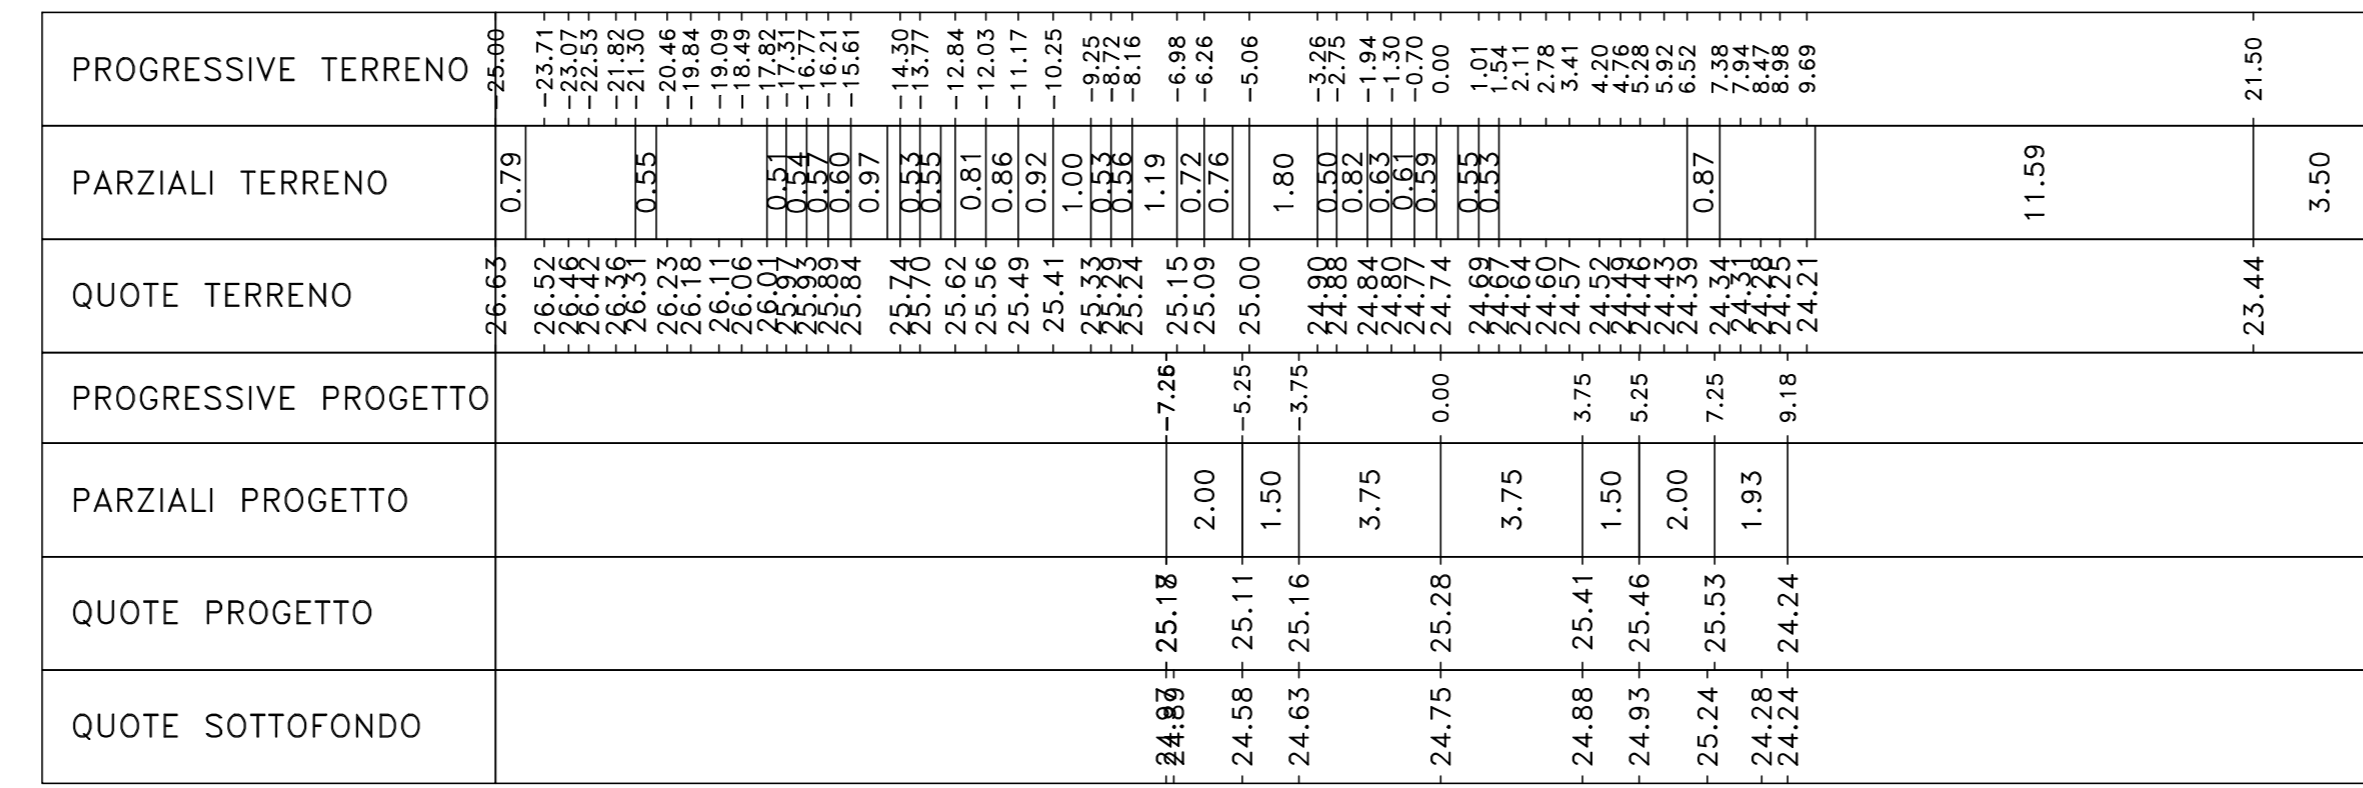 PROGRESSIVE TERRENO -25.00 -23.71 -23.07 -22.53 -21.82 -21.30 -20.46 -19.84 -19.09 -18.49 -17.82 -17.31 -16.77 -16.21 -15.61 -14.30 -13.77 -12.84 -12.03 -11.17 -10.25 -9.25 -8.72 -8.16 -6.98 -6.26 -5.06 -3.26 -2.75 -1.94 -1.30 -0.70 0.00 1.01 1.54 2.11 2.78 3.41 4.20 4.76 5.28 5.92 6.52 7.38 7.94 8.47 8.98 9.69 21.50
PARZIALI TERRENO 0.79 0.55 0.51 0.54 0.57 0.60 0.97 0.53 0.55 0.81 0.86 0.92 1.00 0.53 0.56 1.19 0.72 0.76 1.80 0.50 0.82 0.63 0.61 0.59 0.55 0.53 0.87 11.59 3.50
QUOTE TERRENO 26.63 26.52 26.46 26.42 26.36 26.31 26.23 26.18 26.11 26.06 26.01 25.97 25.93 25.89 25.84 25.74 25.70 25.62 25.56 25.49 25.41 25.33 25.29 25.24 25.15 25.09 25.00 24.90 24.88 24.84 24.80 24.77 24.74 24.69 24.67 24.64 24.60 24.57 24.52 24.49 24.46 24.43 24.39 24.34 24.31 24.28 24.25 24.21 23.44
PROGRESSIVE PROGETTO -5.25 -3.75 0.00 3.75 5.25 7.25 9.18
PARZIALI PROGETTO 2.00 1.50 3.75 3.75 1.50 2.00 1.93
QUOTE PROGETTO 25.11 25.16 25.28 25.41 25.46 25.53 24.24
QUOTE SOTTOFONDO 24.97 24.89 24.58 24.63 24.75 24.88 24.93 25.24 24.28 24.24